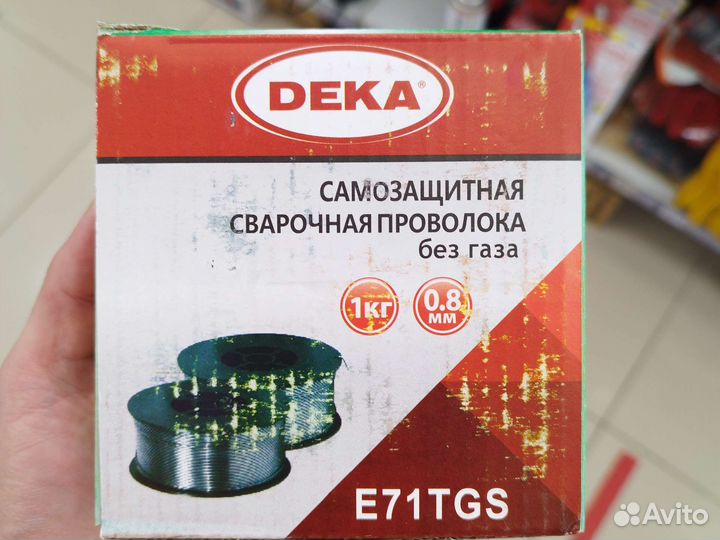 DEKA®
САМОЗАЩИТНАЯ
СВАРОЧНАЯ ПРОВОЛОКА
без газа
1КГ
0.8
ММ
E71TGS
Avito